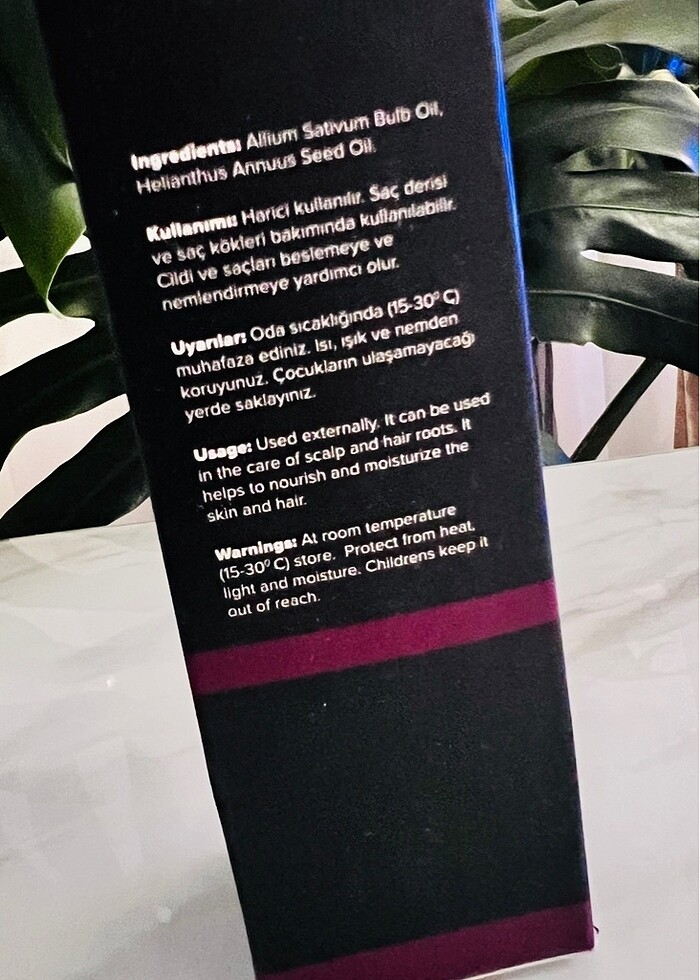 Ingredients: Allium Sativum Bulb Oil,
Helianthus Annuus Seed Oil.
Kullanımı: Harici kullanılır. Saç derisi
ve saç kökleri bakımında kullanılabilir.
Cildi ve saçları beslemeye ve
nemlendirmeye yardımcı olur.
Uyarılar: Oda sıcaklığında (15-30⁰ C)
muhafaza ediniz. Isı, ışık ve nemden
koruyunuz. Çocukların ulaşamayacağı
yerde saklayınız.
Usage: Used externally. It can be used
in the care of scalp and hair roots. It
helps to nourish and moisturize the
skin and hair.
Warnings: At room temperature
(15-30⁰ C) store. Protect from heat,
light and moisture. Childrens keep it
out of reach.